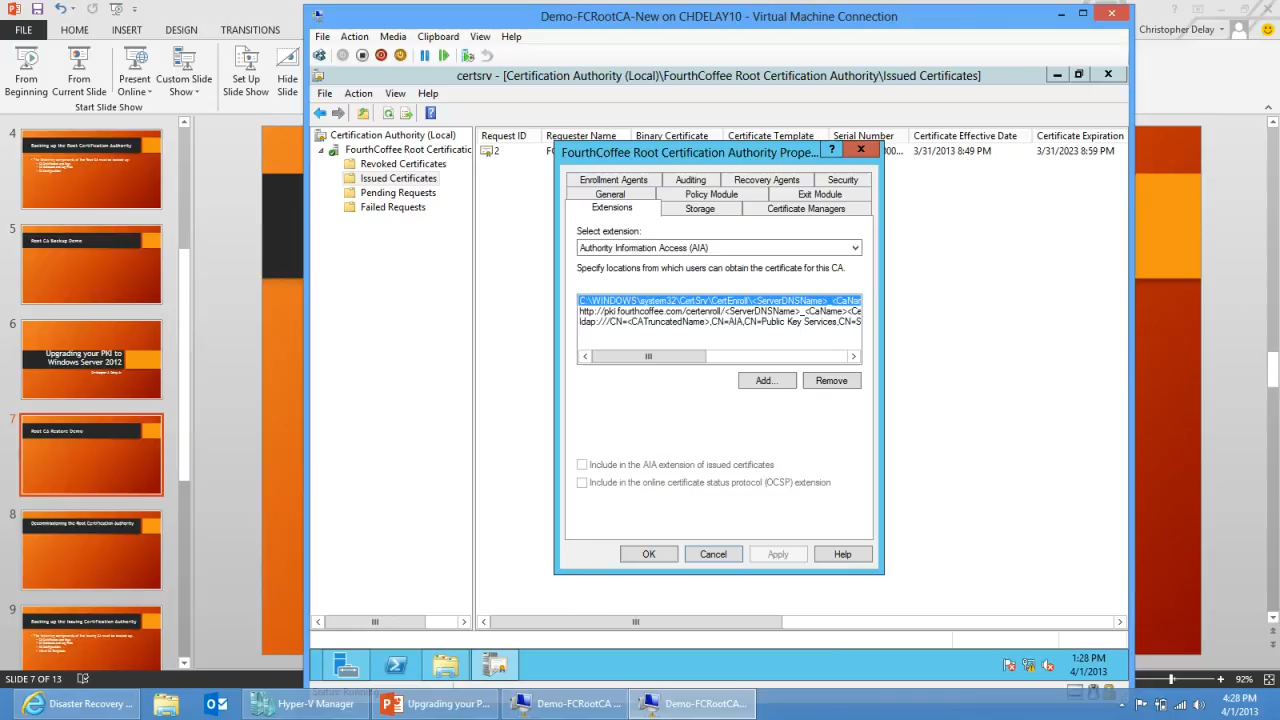 Demo-FCRootCA-New on CHDELAY10 - Virtual Machine Connection
FILE HOME INSERT DESIGN TRANSITIONS
Christopher Delay
From Beginning
From Current Slide
Present Online
Custom Slide Show
Set Up Slide Show
Hide Slide
Start Slide Show
File Action Media Clipboard View Help
certsrv - [Certification Authority (Local)\FourthCoffee Root Certification Authority\Issued Certificates]
File Action View Help
Certification Authority (Local)
FourthCoffee Root Certificatic
Revoked Certificates
Issued Certificates
Pending Requests
Failed Requests
Request ID Requester Name Binary Certificate Certificate Template Serial Number Certificate Effective Date Certificate Expiration
2
000... 3/31/2013 8:49 PM 3/31/2023 8:59 PM
FourthCoffee Root Certification Authority Prope... ?
Enrollment Agents Auditing Recovery Agents Security
General Policy Module Exit Module
Extensions Storage Certificate Managers
Select extension:
Authority Information Access (AIA)
Specify locations from which users can obtain the certificate for this CA.
C:\WINDOWS\system32\CertSrv\CertEnroll\<ServerDNSName>_<CaNam
http://pki.fourthcoffee.com/certenroll/<ServerDNSName>_<CaName><Ce
ldap:///CN=<CATruncatedName>,CN=AIA,CN=Public Key Services,CN=S
Add... Remove
Include in the AIA extension of issued certificates
Include in the online certificate status protocol (OCSP) extension
OK Cancel Apply Help
4
Backing up the Root Certification Authority
5
Root CA Backup Demo
6
Upgrading your PKI to
Windows Server 2012
7
Root CA Restore Demo
8
Decommissioning the Root Certification Authority
9
Backing up the Issuing Certification Authority
1:28 PM
4/1/2013
SLIDE 7 OF 13
92%
Disaster Recovery ...
Hyper-V Manager
Upgrading your P...
Demo-FCRootCA ...
Demo-FCRootCA...
4:28 PM
4/1/2013